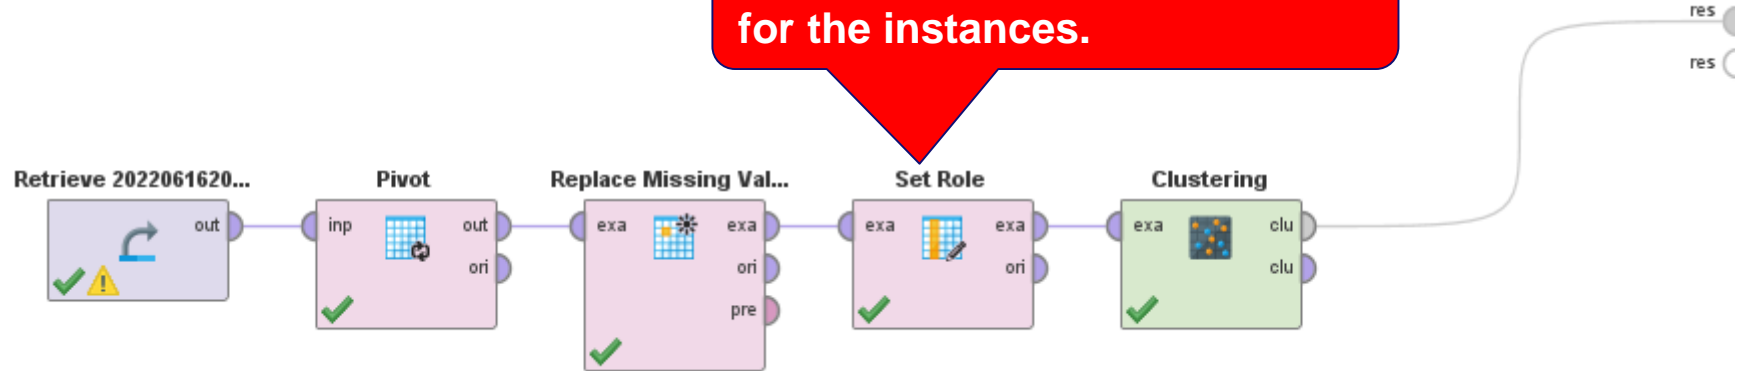 for the instances.
res
res
Retrieve 2022061620...
Pivot
Replace Missing Val...
Set Role
Clustering
out
inp
out
ori
exa
exa
ori
pre
exa
exa
ori
exa
clu
clu